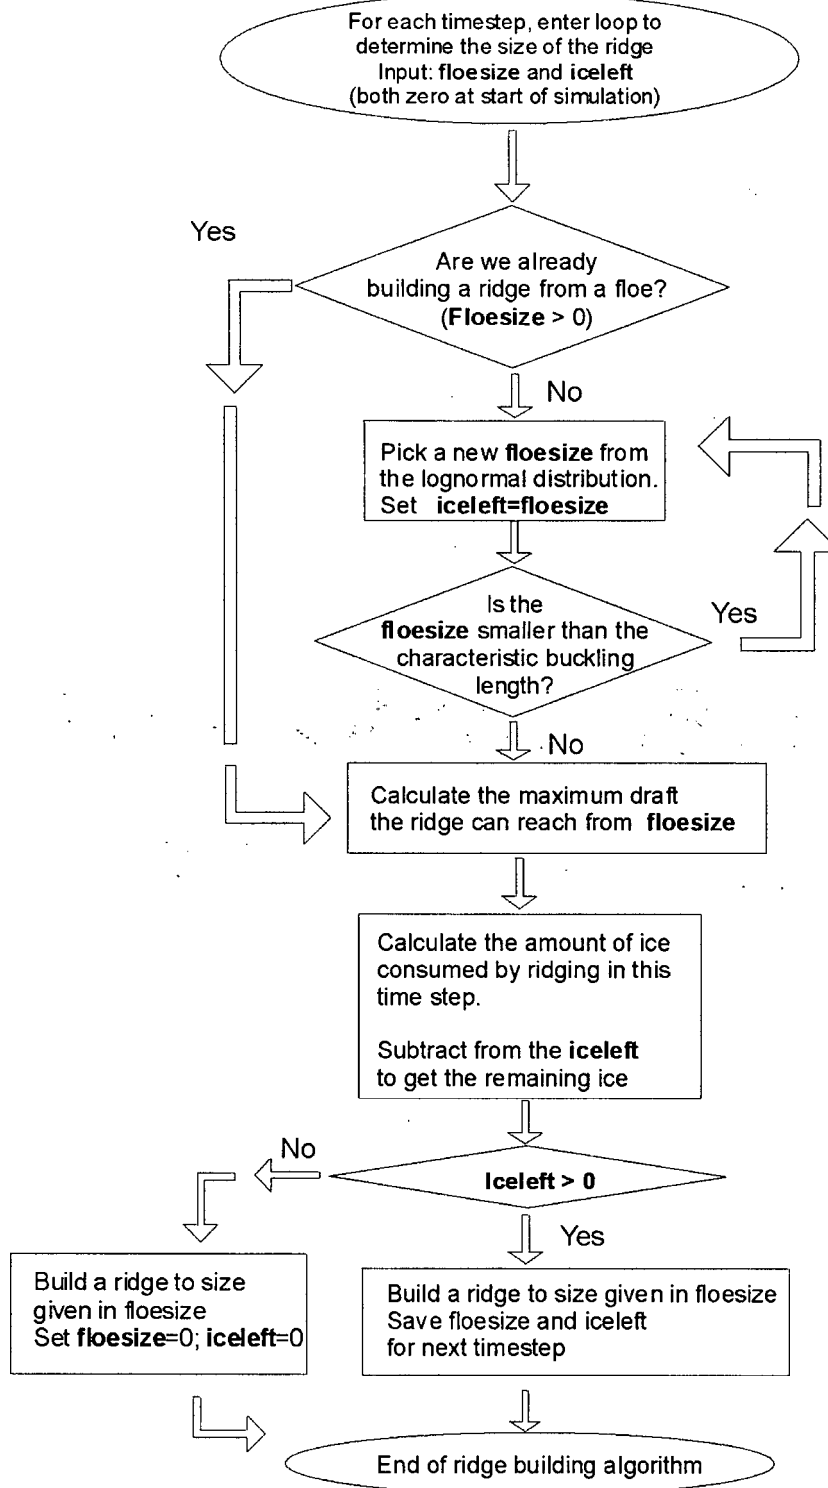 For each timestep, enter loop to
determine the size of the ridge
Input: floesize and iceleft
(both zero at start of simulation)
Yes
Are we already
building a ridge from a floe?
(Floesize > 0)
No
Pick a new floesize from
the lognormal distribution.
Set iceleft=floesize
Is the
floesize smaller than the
characteristic buckling
length?
Yes
No
Calculate the maximum draft
the ridge can reach from floesize
Calculate the amount of ice
consumed by ridging in this
time step.
Subtract from the iceleft
to get the remaining ice
No
Iceleft > 0
Yes
Build a ridge to size
given in floesize
Set floesize=0; iceleft=0
Build a ridge to size given in floesize
Save floesize and iceleft
for next timestep
End of ridge building algorithm